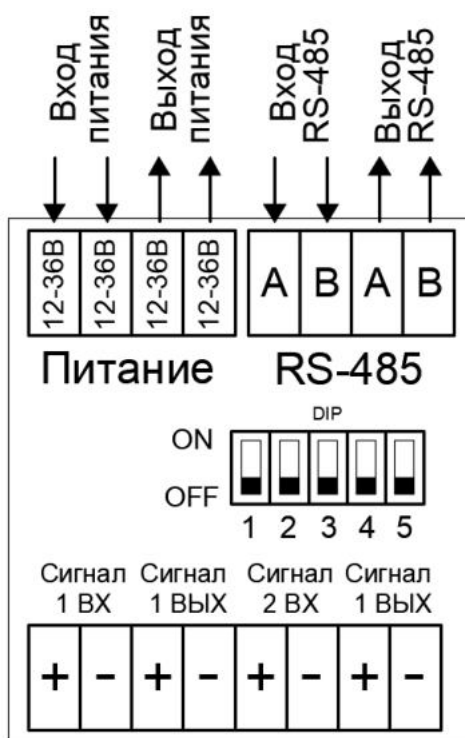 Вход
питания
Выход
питания
Вход
RS-485
Выход
RS-485
12-36В 12-36В 12-36В 12-36В A B A B
Питание RS-485
DIP
ON
OFF
1 2 3 4 5
Сигнал Сигнал Сигнал Сигнал
1 ВХ 1 ВЫХ 2 ВХ 1 ВЫХ
+ - + - + - + -